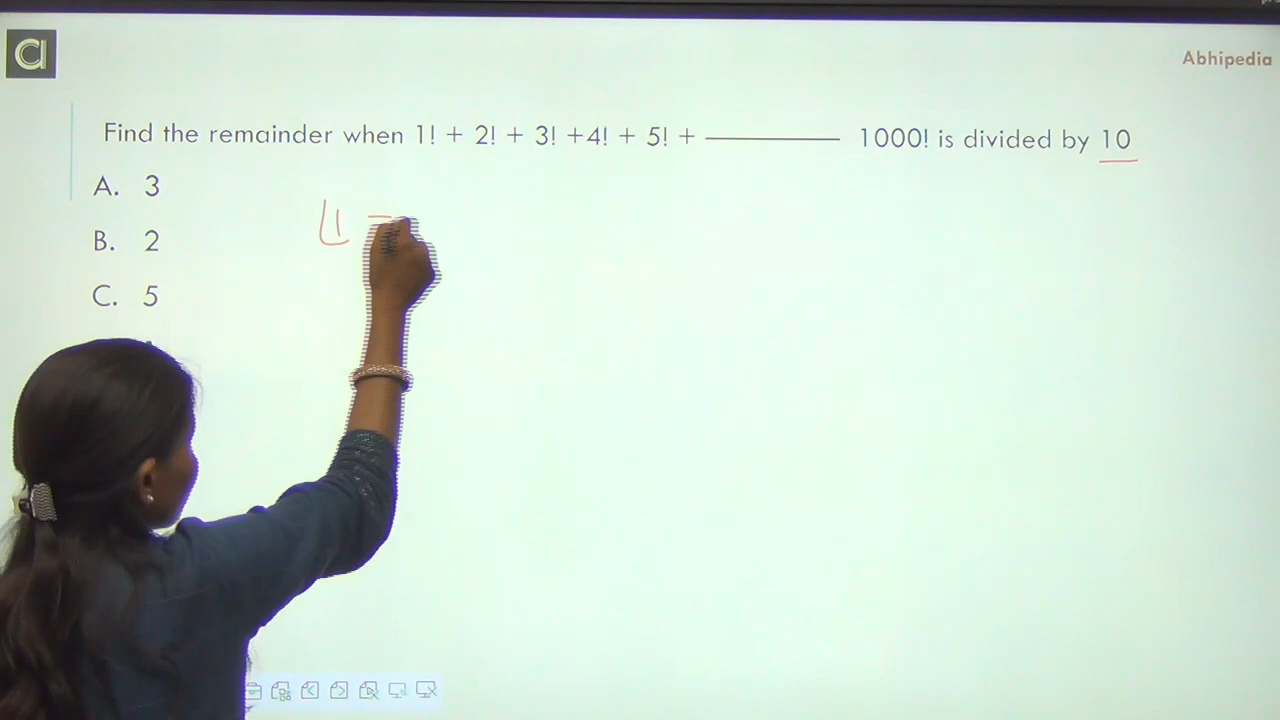 Abhipedia
Find the remainder when 1! + 2! + 3! +4! + 5! + ———— 1000! is divided by 10
A. 3
B. 2
C. 5